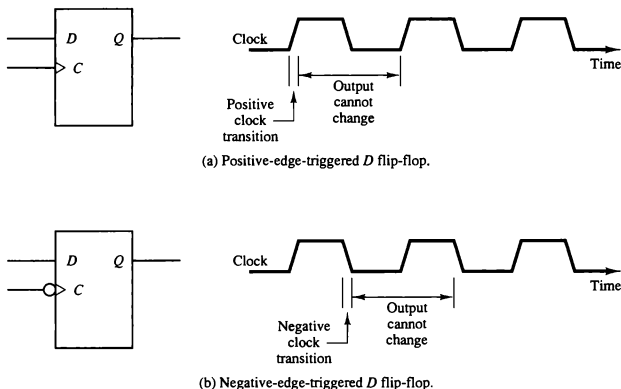 D Q
C
Clock
Time
Positive
clock
transition
Output
cannot
change
(a) Positive-edge-triggered D flip-flop.
D Q
C
Clock
Time
Negative
clock
transition
Output
cannot
change
(b) Negative-edge-triggered D flip-flop.